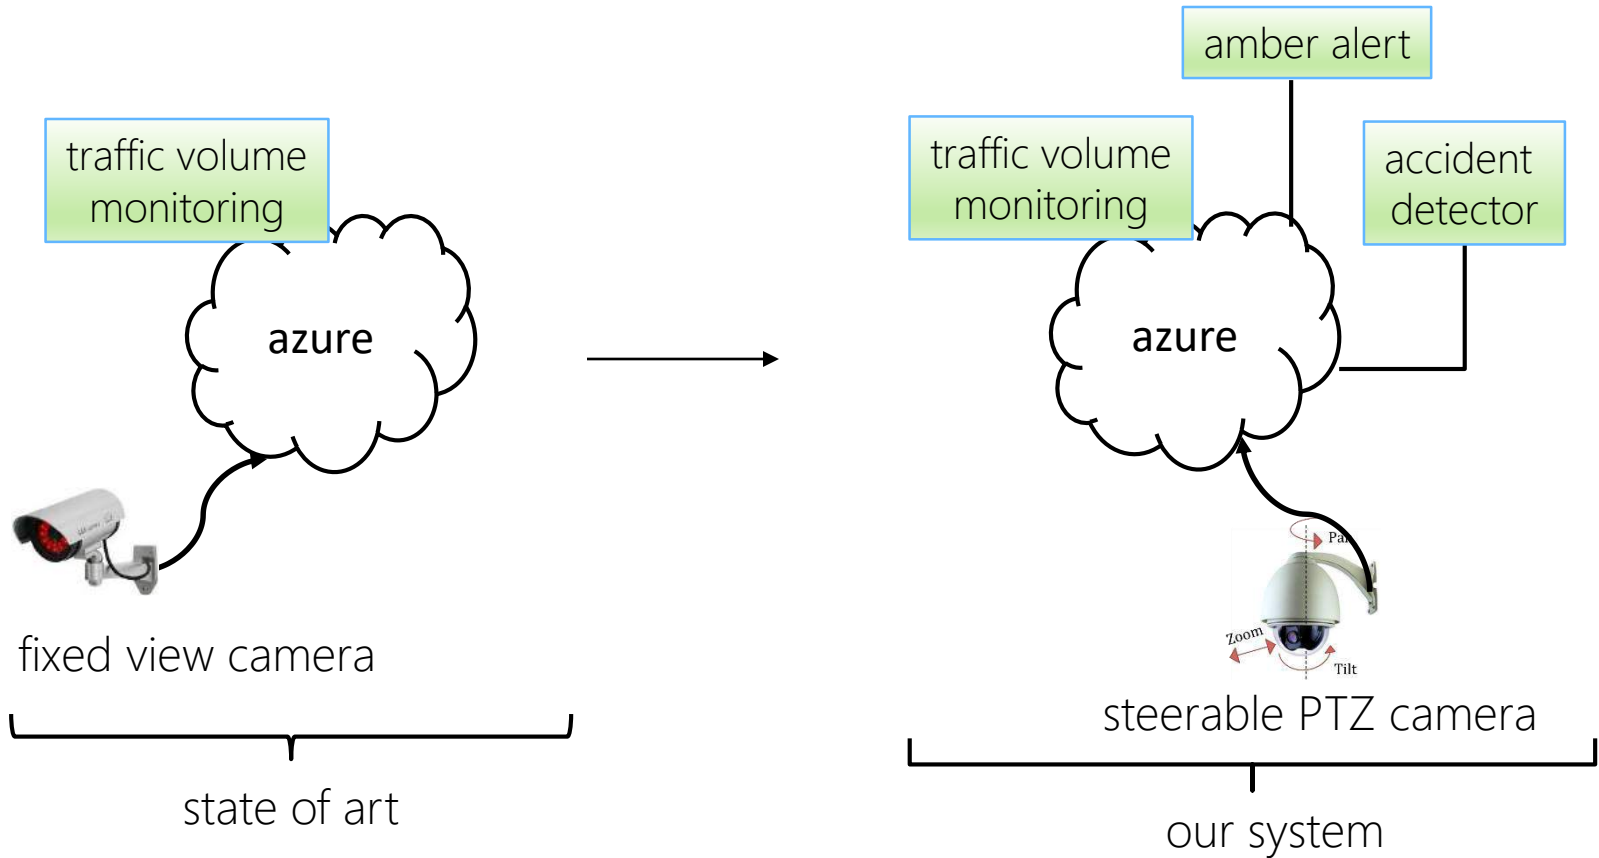 traffic volume
monitoring
azure
fixed view camera
state of art
amber alert
traffic volume
monitoring
accident
detector
azure
Zoom
Tilt
steerable PTZ camera
our system